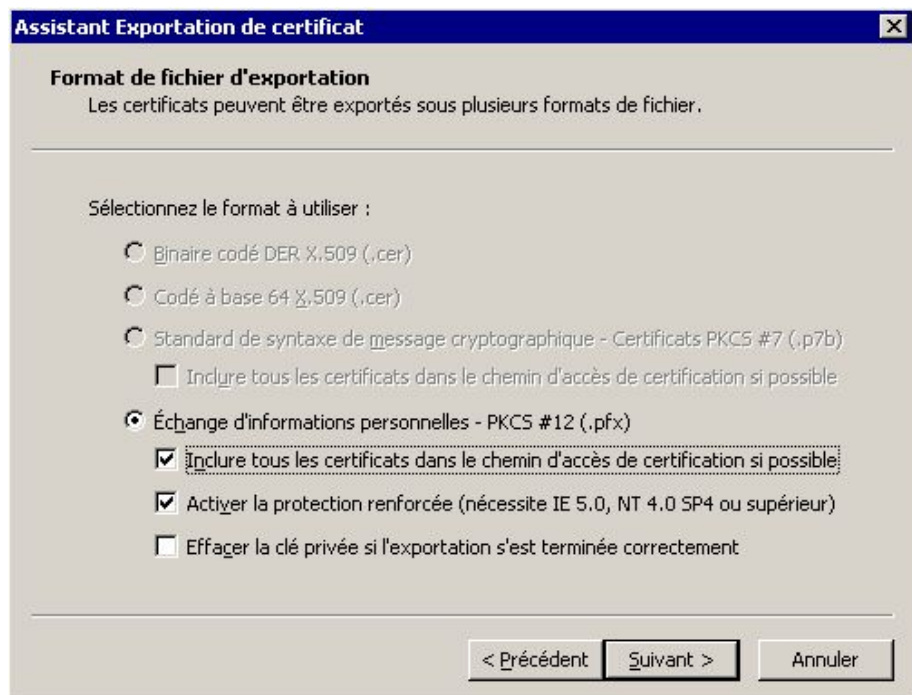 Assistant Exportation de certificat
Format de fichier d'exportation
Les certificats peuvent être exportés sous plusieurs formats de fichier.
Sélectionnez le format à utiliser :
Binaire codé DER X.509 (.cer)
Codé à base 64 X.509 (.cer)
Standard de syntaxe de message cryptographique - Certificats PKCS #7 (.p7b)
Inclure tous les certificats dans le chemin d'accès de certification si possible
Échange d'informations personnelles - PKCS #12 (.pfx)
Inclure tous les certificats dans le chemin d'accès de certification si possible
Activer la protection renforcée (nécessite IE 5.0, NT 4.0 SP4 ou supérieur)
Effacer la clé privée si l'exportation s'est terminée correctement
< Précédent Suivant > Annuler